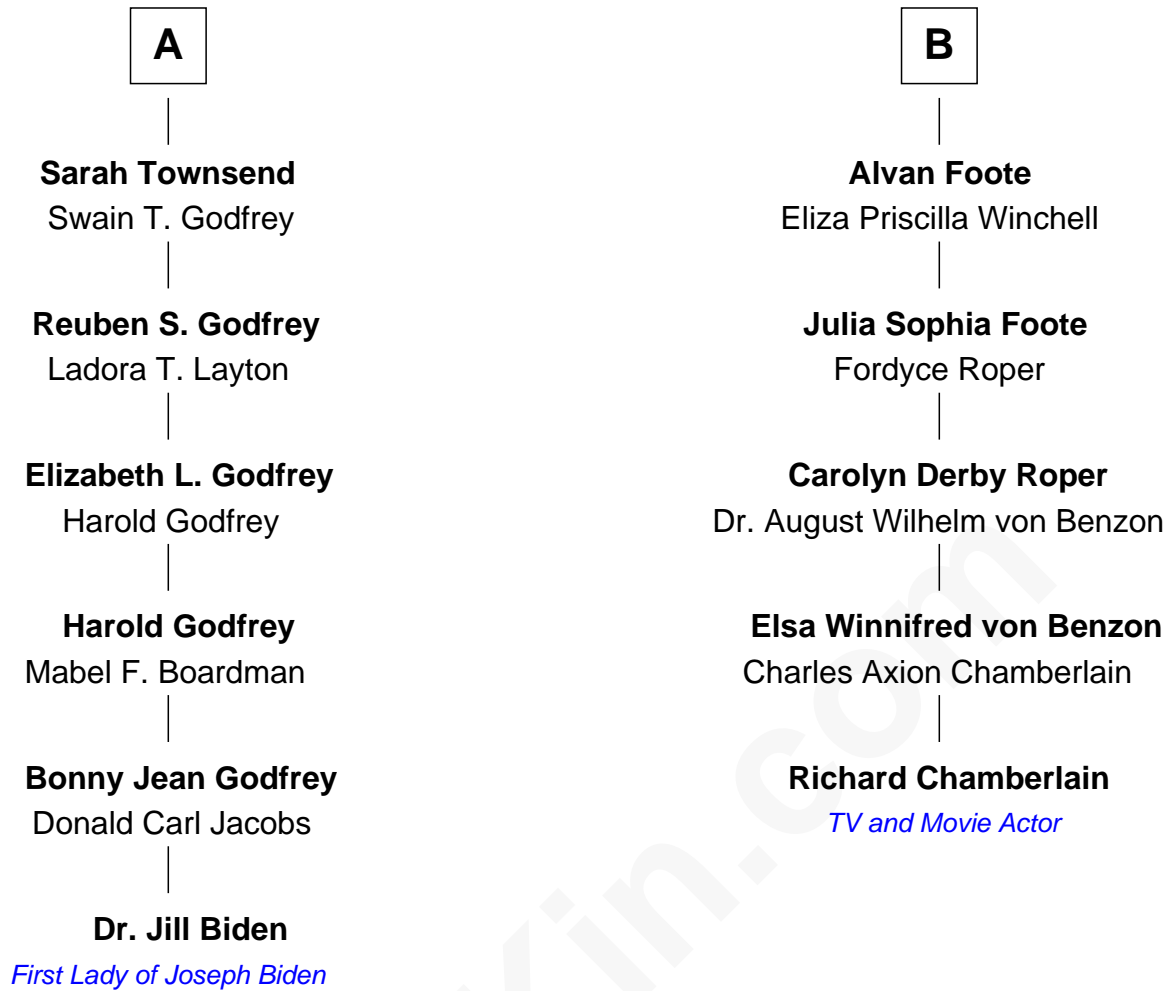 A
Sarah Townsend
Swain T. Godfrey
Reuben S. Godfrey
Ladora T. Layton
Elizabeth L. Godfrey
Harold Godfrey
Harold Godfrey
Mabel F. Boardman
Bonny Jean Godfrey
Donald Carl Jacobs
Dr. Jill Biden
First Lady of Joseph Biden
B
Alvan Foote
Eliza Priscilla Winchell
Julia Sophia Foote
Fordyce Roper
Carolyn Derby Roper
Dr. August Wilhelm von Benzon
Elsa Winnifred von Benzon
Charles Axion Chamberlain
Richard Chamberlain
TV and Movie Actor